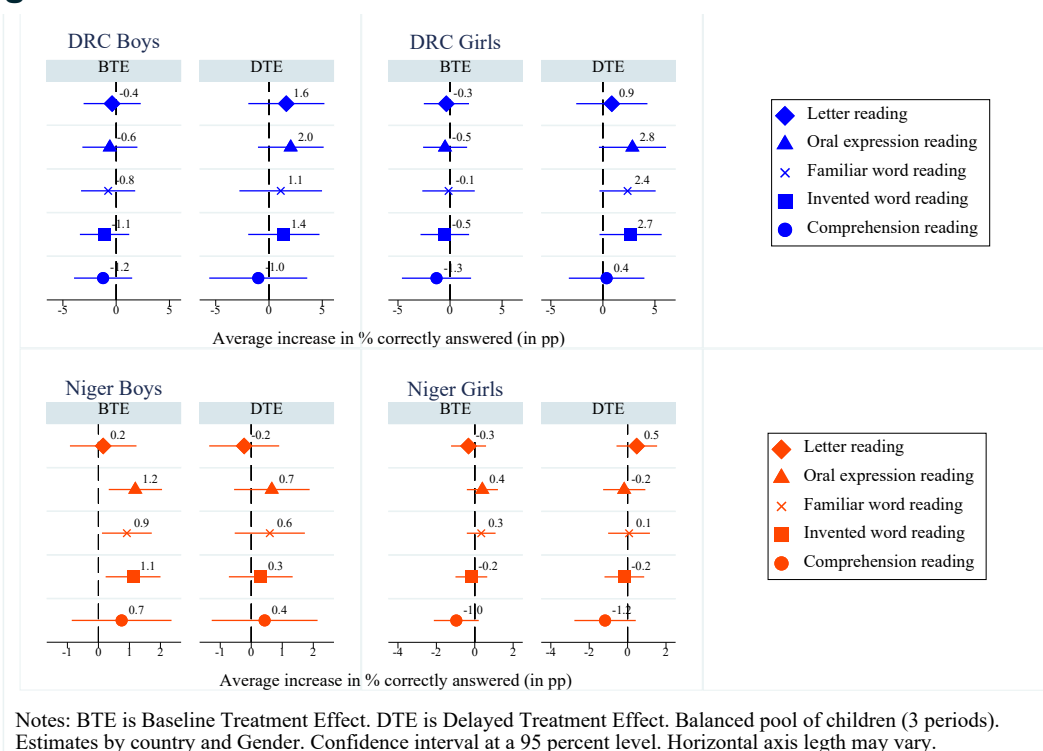 DRC Boys
DRC Girls
BTE
DTE
BTE
DTE
-0.4
1.6
-0.3
0.9
-0.6
2.0
-0.5
2.8
-0.8
1.1
-0.1
2.4
-1.1
1.4
-0.5
2.7
-1.2
-1.0
-1.3
0.4
-5 0 5
-5 0 5
-5 0 5
-5 0 5
Average increase in % correctly answered (in pp)
Letter reading
Oral expression reading
Familiar word reading
Invented word reading
Comprehension reading
Niger Boys
Niger Girls
BTE
DTE
BTE
DTE
0.2
-0.2
-0.3
0.5
1.2
0.7
0.4
-0.2
0.9
0.6
0.3
0.1
1.1
0.3
-0.2
-0.2
0.7
0.4
-1.0
-1.2
-1 0 1 2
-1 0 1 2
-4 -2 0 2
-4 -2 0 2
Average increase in % correctly answered (in pp)
Letter reading
Oral expression reading
Familiar word reading
Invented word reading
Comprehension reading
Notes: BTE is Baseline Treatment Effect. DTE is Delayed Treatment Effect. Balanced pool of children (3 periods).
Estimates by country and Gender. Confidence interval at a 95 percent level. Horizontal axis legth may vary.